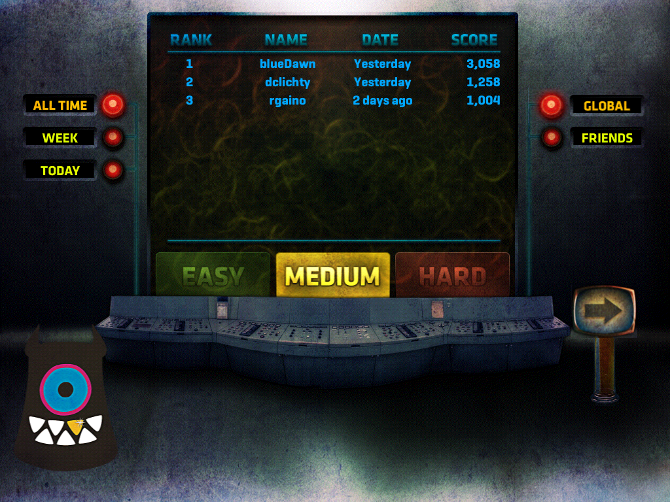 RANK NAME DATE SCORE
1 blueDawn Yesterday 3,058
2 dclichty Yesterday 1,258
3 rgaino 2 days ago 1,004
ALL TIME
WEEK
TODAY
GLOBAL
FRIENDS
EASY MEDIUM HARD